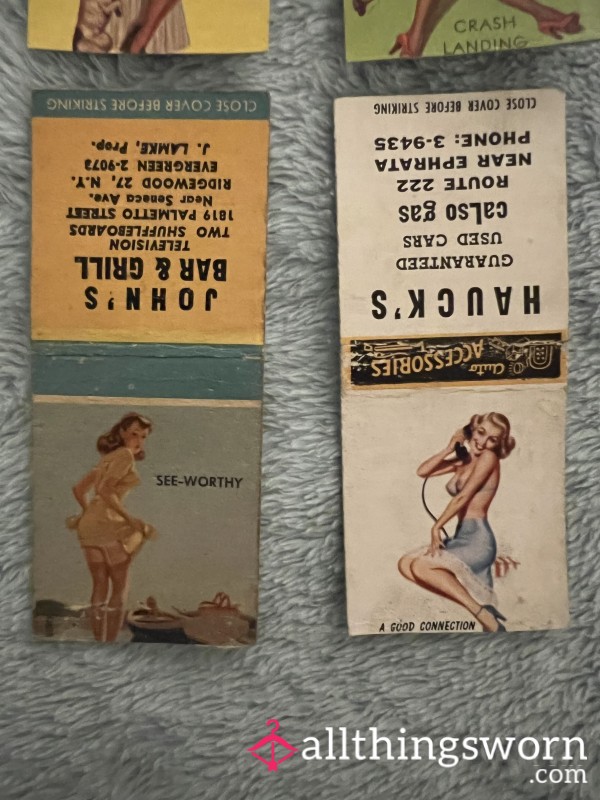 CRASH
LANDING
CLOSE COVER BEFORE STRIKING
J. LAMKE, Prop.
EVERGREEN 2-9073
RIDGEWOOD 27, N.Y.
Near Seneca Ave.
1819 PALMETTO STREET
TWO SHUFFLEBOARDS
TELEVISION
BAR & GRILL
JOHN'S
SEE-WORTHY
CLOSE COVER BEFORE STRIKING
PHONE: 3-9435
NEAR EPHRATA
ROUTE 222
calso gas
USED CARS
GUARANTEED
HAUCK'S
Auto
ACCESSORIES
A GOOD CONNECTION
allthingsworn
.com